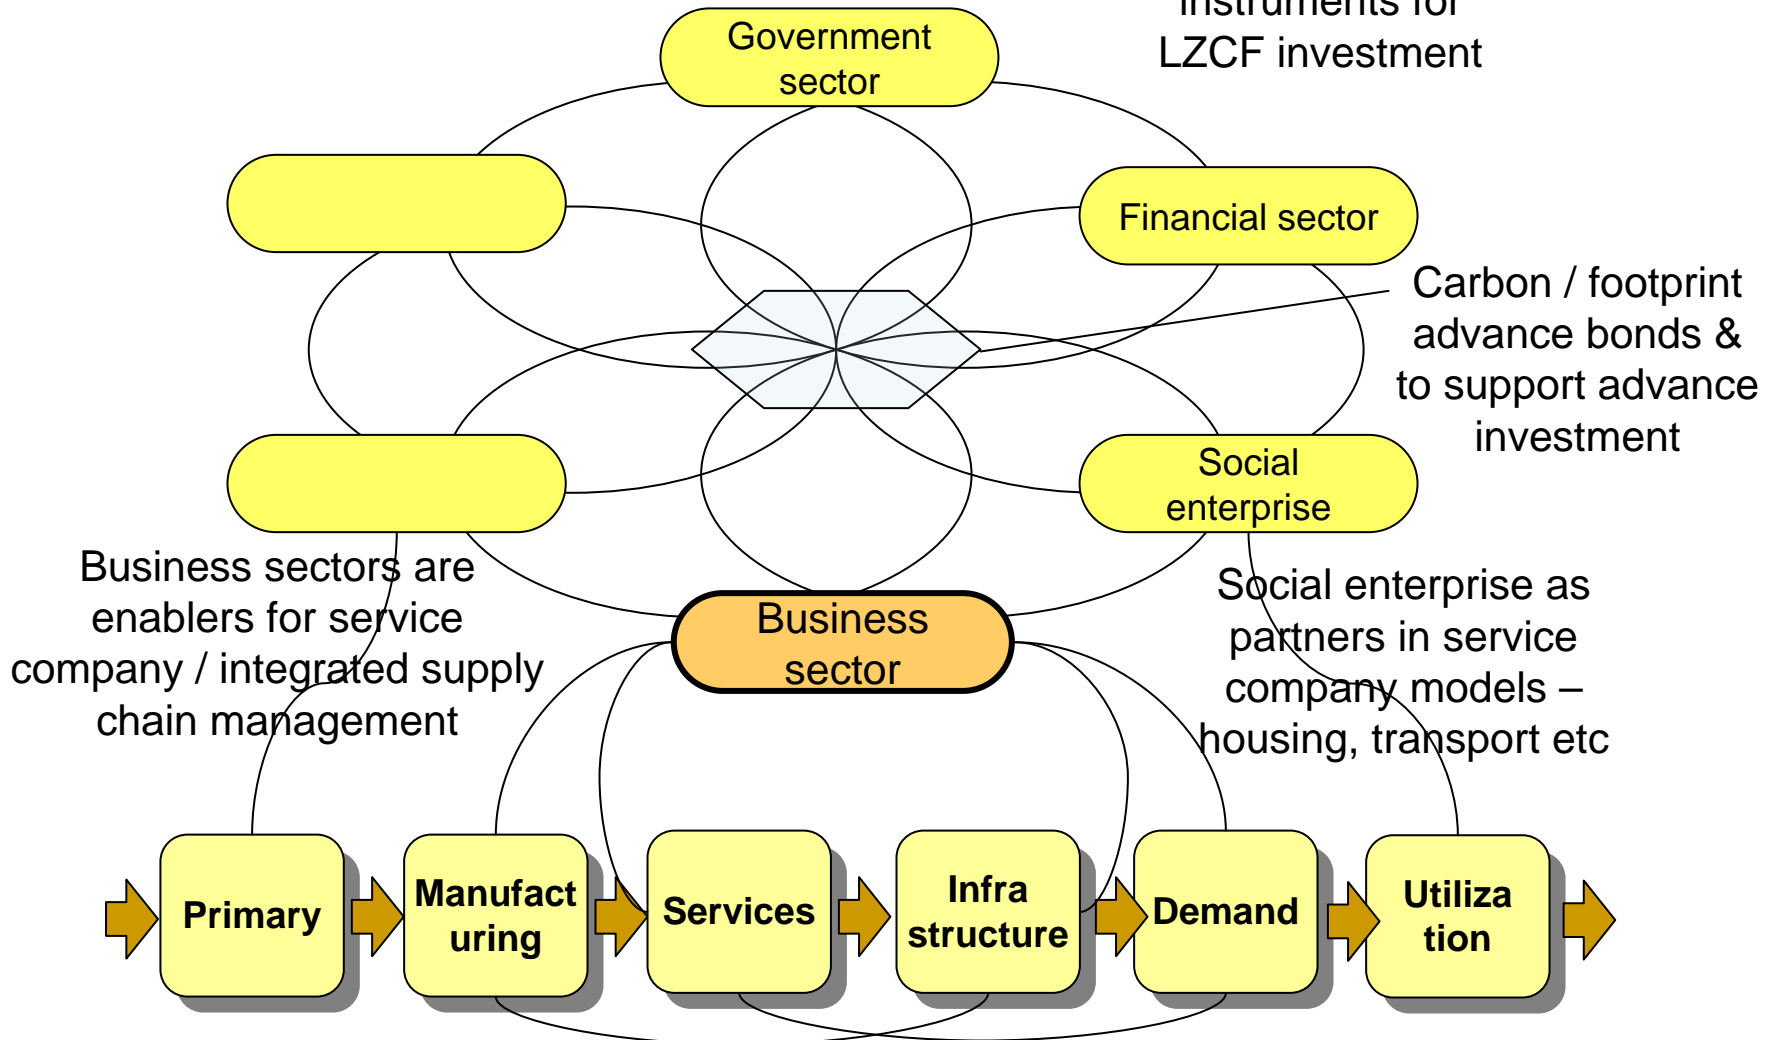 instruments for
LZCF investment
Government
sector
Financial sector
Carbon / footprint
advance bonds &
to support advance
investment
Social
enterprise
Business sectors are
enablers for service
company / integrated supply
chain management
Business
sector
Social enterprise as
partners in service
company models –
housing, transport etc
Primary
Manufact
uring
Services
Infra
structure
Demand
Utiliza
tion